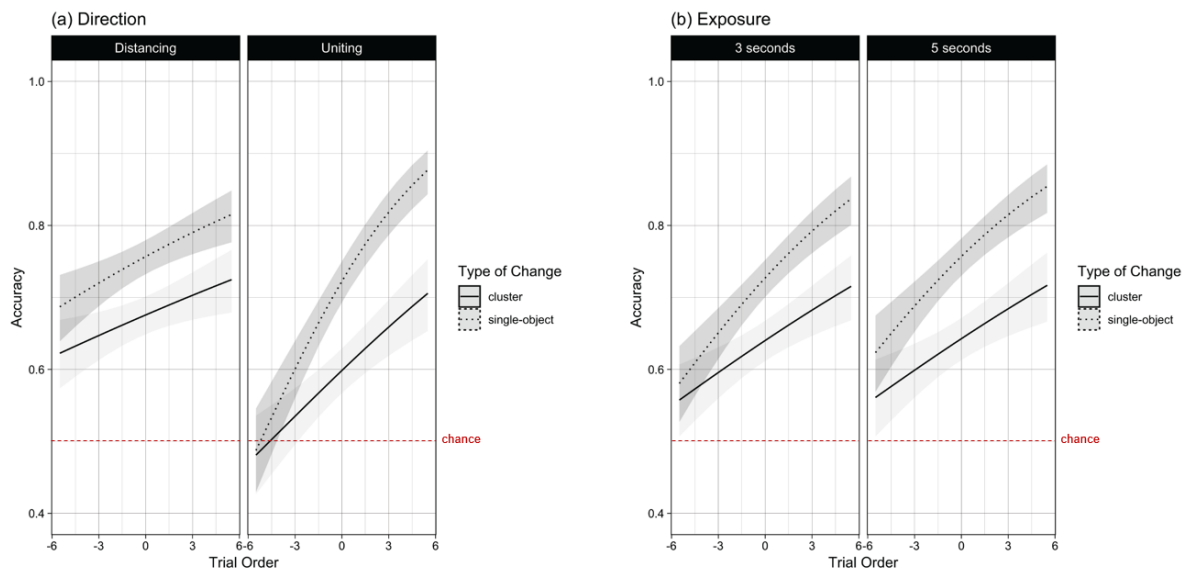 (a) Direction
Distancing
Uniting
1.0
0.8
0.6
0.4
Accuracy
-6 -3 0 3 6
-6 -3 0 3 6
Trial Order
chance
Type of Change
cluster
single-object
(b) Exposure
3 seconds
5 seconds
1.0
0.8
0.6
0.4
Accuracy
-6 -3 0 3 6
-6 -3 0 3 6
Trial Order
chance
Type of Change
cluster
single-object